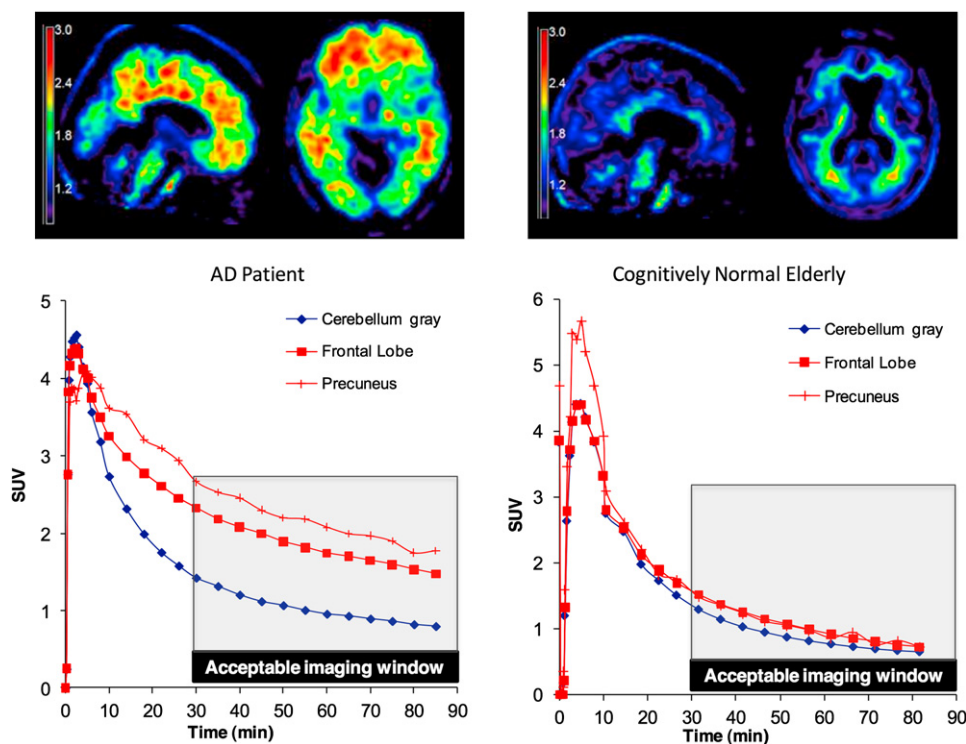 3.0
2.4
1.8
1.2
3.0
2.4
1.8
1.2
AD Patient
5
4
3
2
1
0
SUV
Cerebellum gray
Frontal Lobe
Precuneus
Acceptable imaging window
0 10 20 30 40 50 60 70 80 90
Time (min)
Cognitively Normal Elderly
6
5
4
3
2
1
0
SUV
Cerebellum gray
Frontal Lobe
Precuneus
Acceptable imaging window
0 10 20 30 40 50 60 70 80 90
Time (min)